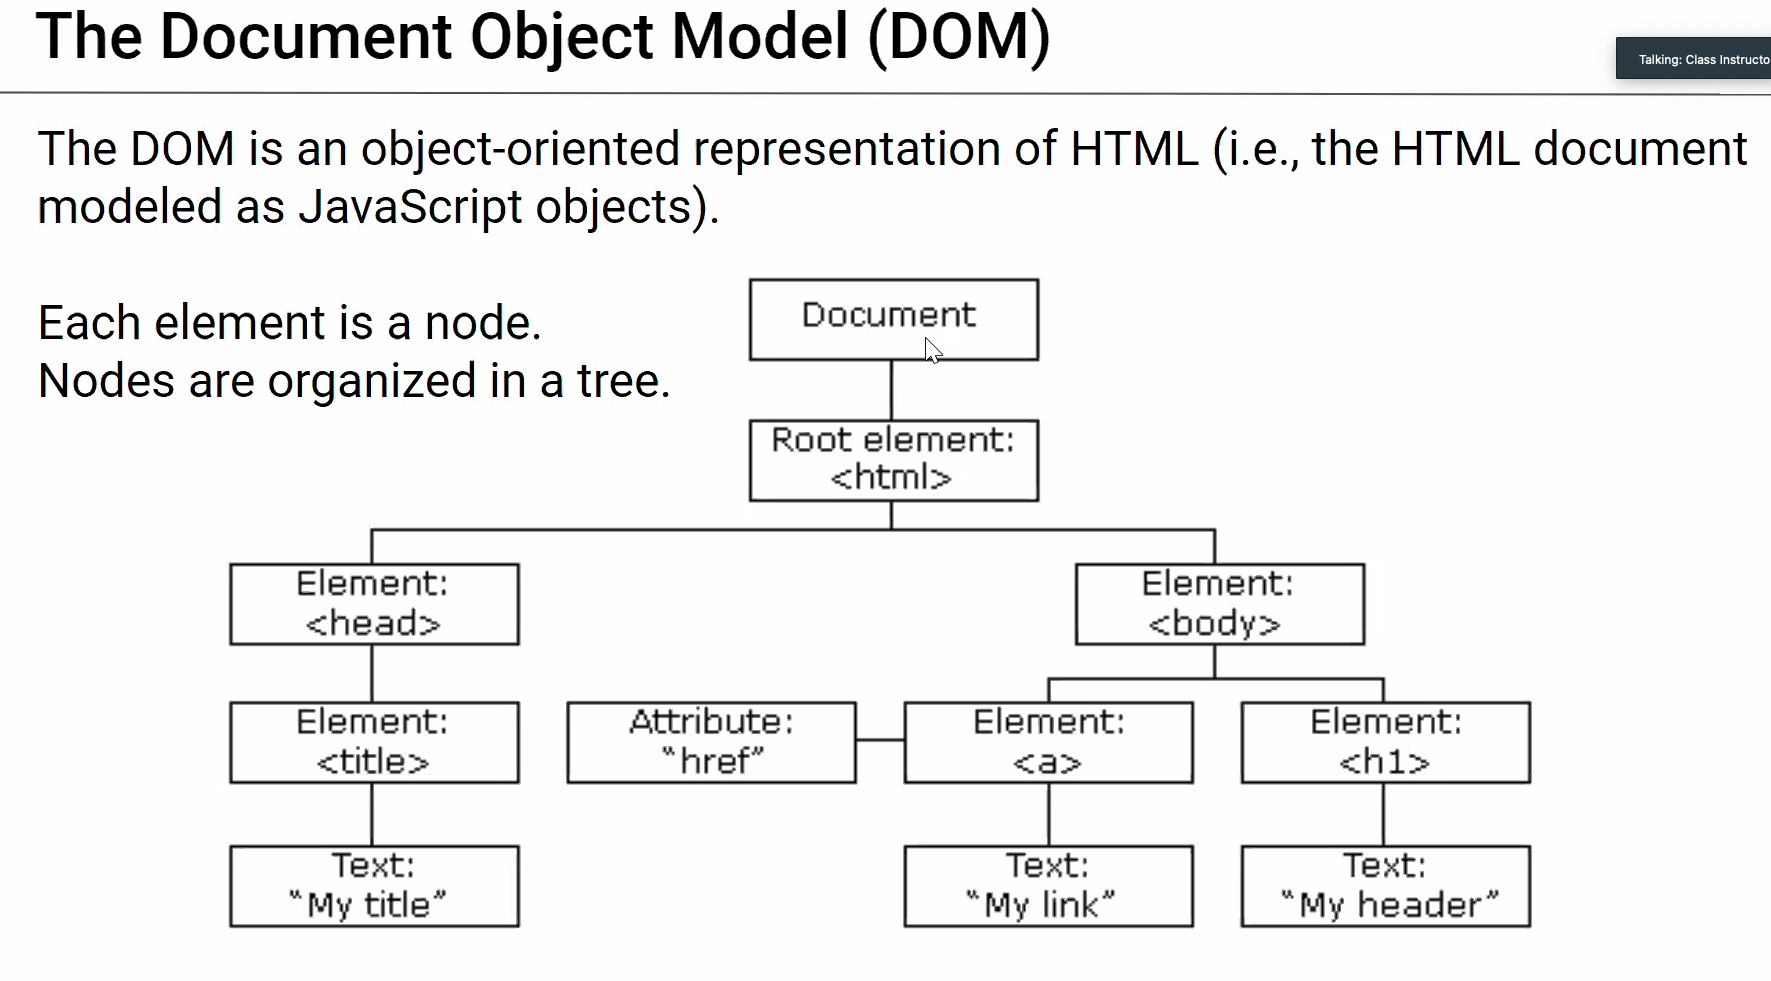 The Document Object Model (DOM)
Talking: Class Instructo
The DOM is an object-oriented representation of HTML (i.e., the HTML document
modeled as JavaScript objects).
Each element is a node.
Nodes are organized in a tree.
Document
Root element:
<html>
Element:
<head>
Element:
<body>
Element:
<title>
Attribute:
“href”
Element:
<a>
Element:
<h1>
Text:
“My title”
Text:
“My link”
Text:
“My header”